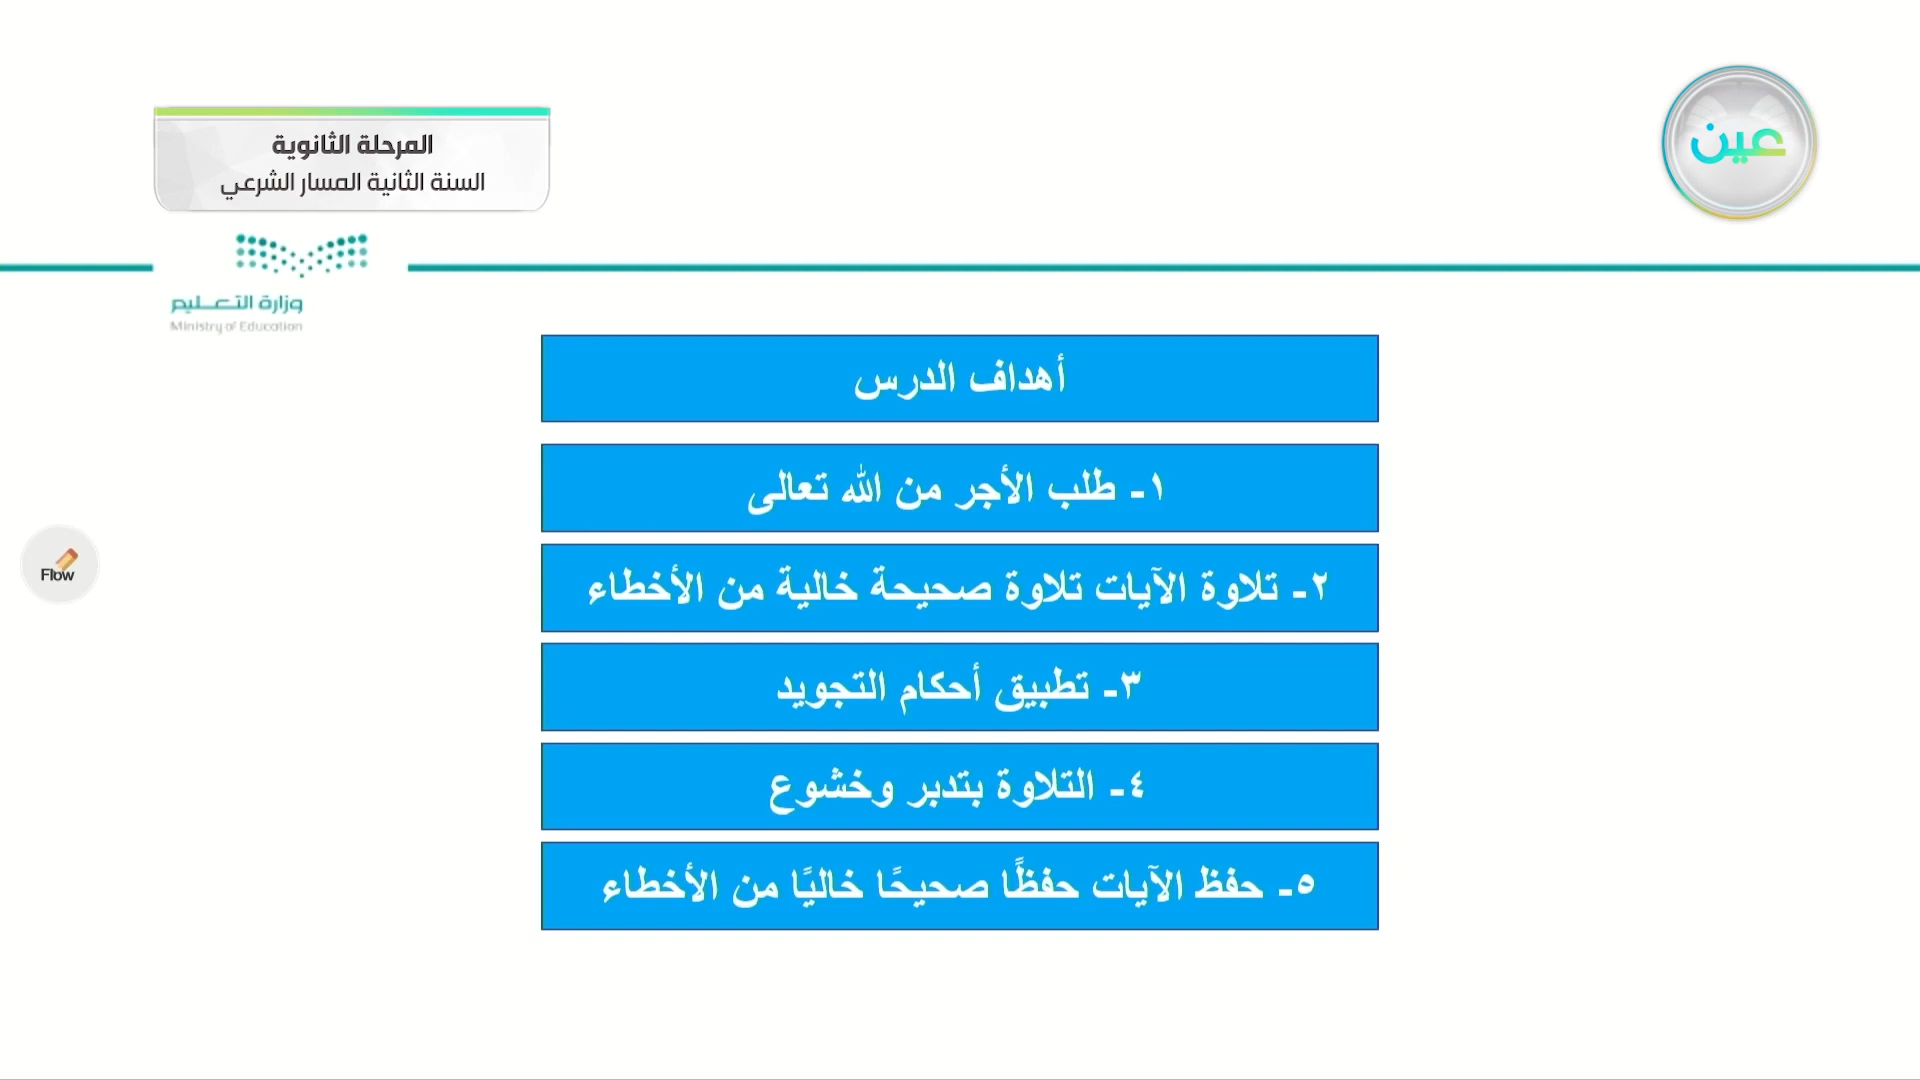 عين
المرحلة الثانوية
السنة الثانية المسار الشرعي
وزارة التعـليم
Ministry of Education
أهداف الدرس
١- طلب الأجر من الله تعالى
٢- تلاوة الآيات تلاوة صحيحة خالية من الأخطاء
٣- تطبيق أحكام التجويد
٤- التلاوة بتدبر وخشوع
٥- حفظ الآيات حفظًا صحيحًا خاليًا من الأخطاء
Flow